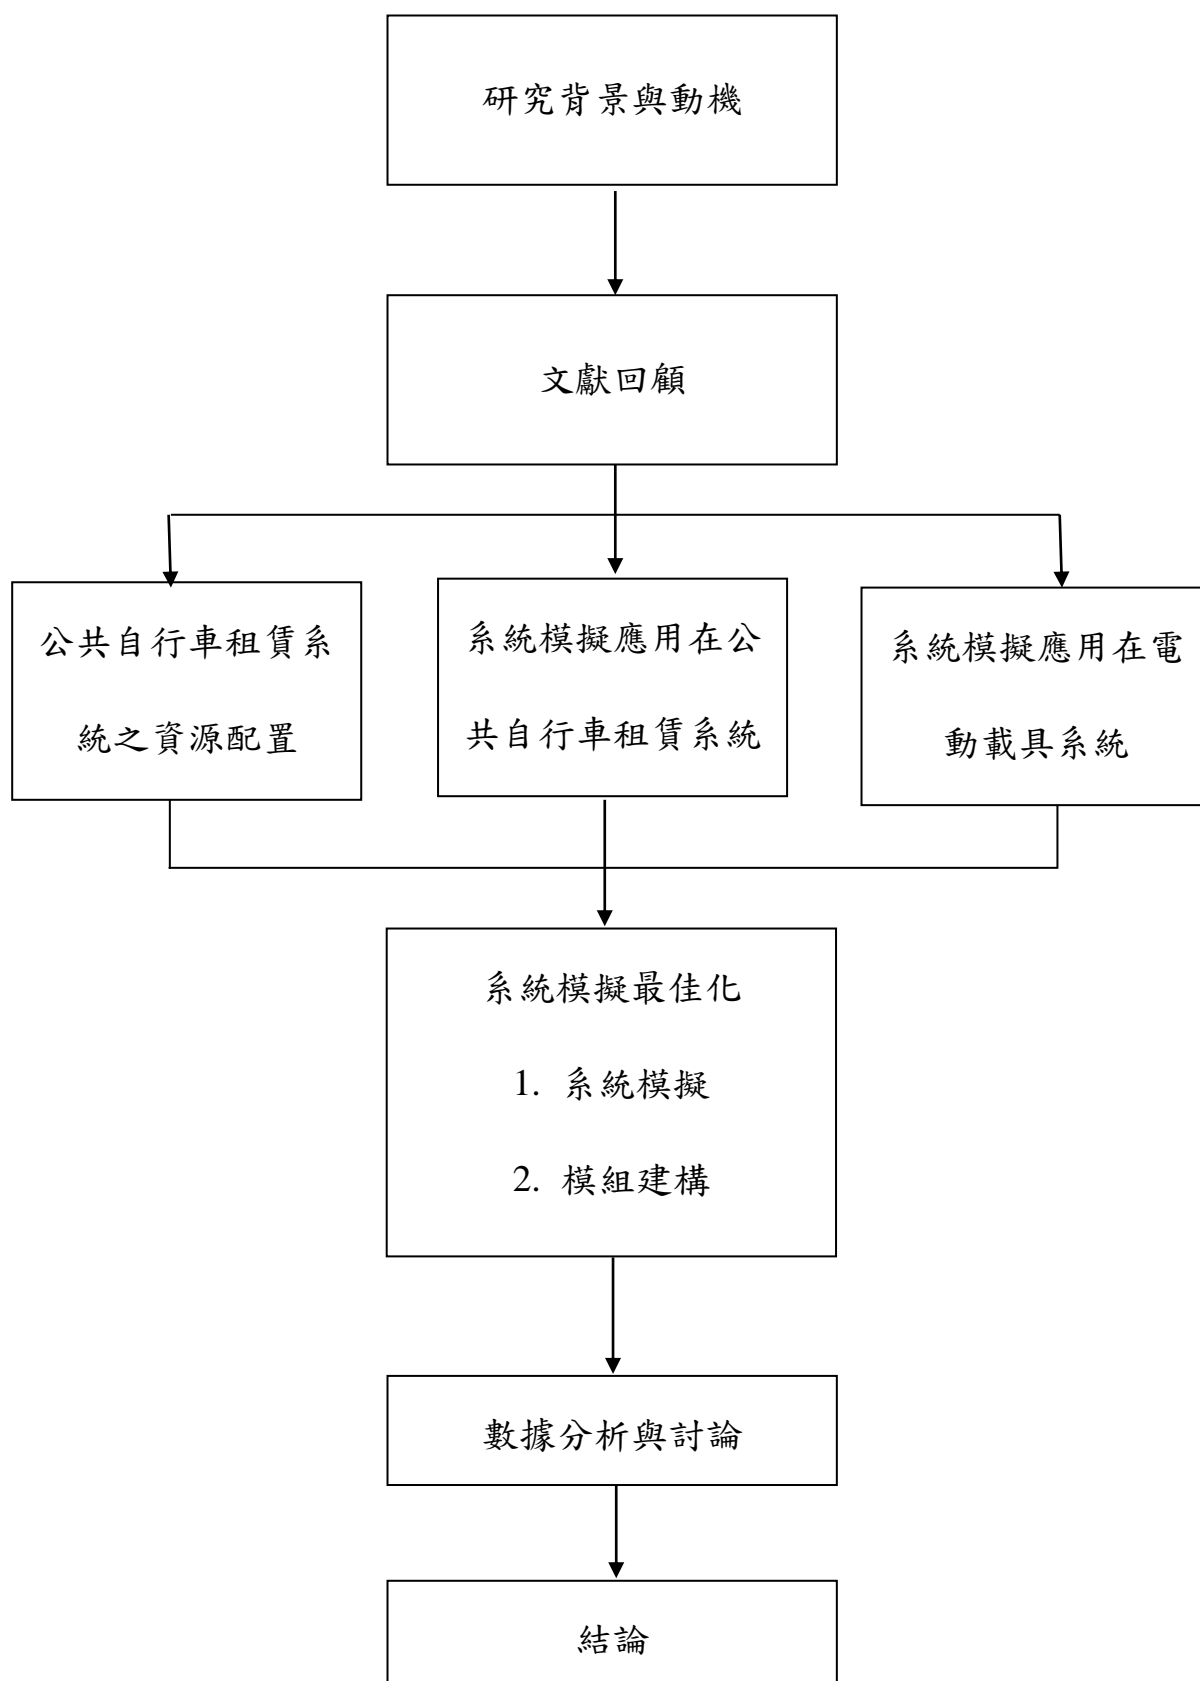 研究背景與動機
文獻回顧
公共自行車租賃系
統之資源配置
系統模擬應用在公
共自行車租賃系統
系統模擬應用在電
動載具系統
系統模擬最佳化
1. 系統模擬
2. 模組建構
數據分析與討論
結論